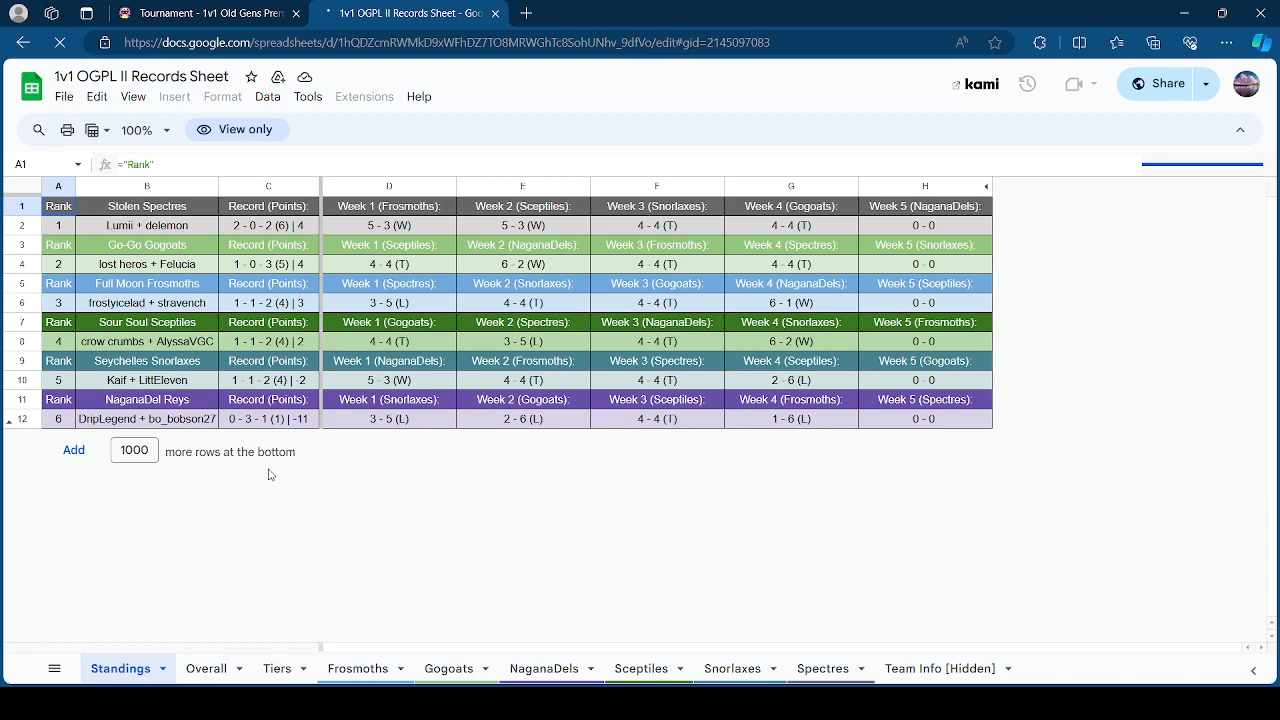 Tournament - 1v1 Old Gens Prem
1v1 OGPL II Records Sheet - Goo
https://docs.google.com/spreadsheets/d/1hQDZcmRWMkD9xWFhDZ7TO8MRWGhTc8SohUNhv_9dfVo/edit#gid=2145097083
1v1 OGPL II Records Sheet
kami
Share
File Edit View Insert Format Data Tools Extensions Help
100% View only
A1 fx ="Rank"
A B C D E F G H
1 Rank Stolen Spectres Record (Points): Week 1 (Frosmoths): Week 2 (Sceptiles): Week 3 (Snorlaxes): Week 4 (Gogoats): Week 5 (NaganaDels):
2 1 Lumii + delemon 2 - 0 - 2 (6) | 4 5 - 3 (W) 5 - 3 (W) 4 - 4 (T) 4 - 4 (T) 0 - 0
3 Rank Go-Go Gogoats Record (Points): Week 1 (Sceptiles): Week 2 (NaganaDels): Week 3 (Frosmoths): Week 4 (Spectres): Week 5 (Snorlaxes):
4 2 lost heros + Felucia 1 - 0 - 3 (5) | 4 4 - 4 (T) 6 - 2 (W) 4 - 4 (T) 4 - 4 (T) 0 - 0
5 Rank Full Moon Frosmoths Record (Points): Week 1 (Spectres): Week 2 (Snorlaxes): Week 3 (Gogoats): Week 4 (NaganaDels): Week 5 (Sceptiles):
6 3 frostyicelad + stravench 1 - 1 - 2 (4) | 3 3 - 5 (L) 4 - 4 (T) 4 - 4 (T) 6 - 1 (W) 0 - 0
7 Rank Sour Soul Sceptiles Record (Points): Week 1 (Gogoats): Week 2 (Spectres): Week 3 (NaganaDels): Week 4 (Snorlaxes): Week 5 (Frosmoths):
8 4 crow crumbs + AlyssaVGC 1 - 1 - 2 (4) | 2 4 - 4 (T) 3 - 5 (L) 4 - 4 (T) 6 - 2 (W) 0 - 0
9 Rank Seychelles Snorlaxes Record (Points): Week 1 (NaganaDels): Week 2 (Frosmoths): Week 3 (Spectres): Week 4 (Sceptiles): Week 5 (Gogoats):
10 5 Kaif + LittEleven 1 - 1 - 2 (4) | -2 5 - 3 (W) 4 - 4 (T) 4 - 4 (T) 2 - 6 (L) 0 - 0
11 Rank NaganaDel Reys Record (Points): Week 1 (Snorlaxes): Week 2 (Gogoats): Week 3 (Sceptiles): Week 4 (Frosmoths): Week 5 (Spectres):
12 6 DripLegend + bo_bobson27 0 - 3 - 1 (1) | -11 3 - 5 (L) 2 - 6 (L) 4 - 4 (T) 1 - 6 (L) 0 - 0
Add 1000 more rows at the bottom
Standings Overall Tiers Frosmoths Gogoats NaganaDels Sceptiles Snorlaxes Spectres Team Info [Hidden]